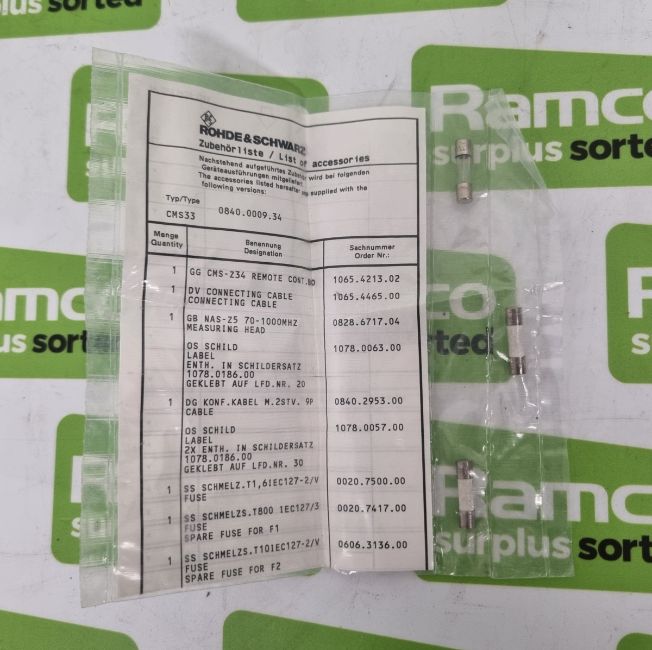 plus sorted
Ramco
surplus sorted
ROHDE & SCHWARZ
Zubehörliste / List of accessories
Nachstehend aufgeführtes Zubehör wird bei folgenden
Geräteausführungen mitgeliefert
The accessories listed hereafter supplied with the
following versions:
Typ/Type
CMS33 0840.0009.34
Menge Benennung Sachnummer
Quantity Designation Order Nr.:
1 GG CMS-Z34 REMOTE CONT. 1065.4213.02
1 DV CONNECTING CABLE 1065.4465.00
CONNECTING CABLE
1 GB NAS-Z5 70-1000MHZ 0828.6717.04
MEASURING HEAD
OS SCHILD 1078.0063.00
LABEL
ENTH. IN SCHILDERSATZ
1078.0186.00
GEKLEBT AUF LFD.NR. 20
1 DG KONF.KABEL M.2STV. 9P 0840.2953.00
CABLE
OS SCHILD 1078.0057.00
LABEL
2X ENTH. IN SCHILDERSATZ
1078.0186.00
GEKLEBT AUF LFD.NR. 30
1 SS SCHMELZ.T1,6IEC127-2/V 0020.7500.00
FUSE
1 SS SCHMELZS.T800 IEC127/3 0020.7417.00
FUSE
SPARE FUSE FOR F1
1 SS SCHMELZS.T10IEC127-2/V 0606.3136.00
FUSE
SPARE FUSE FOR F2
amc
us sort
co
rted
Ramco
surplus sorted
sorted